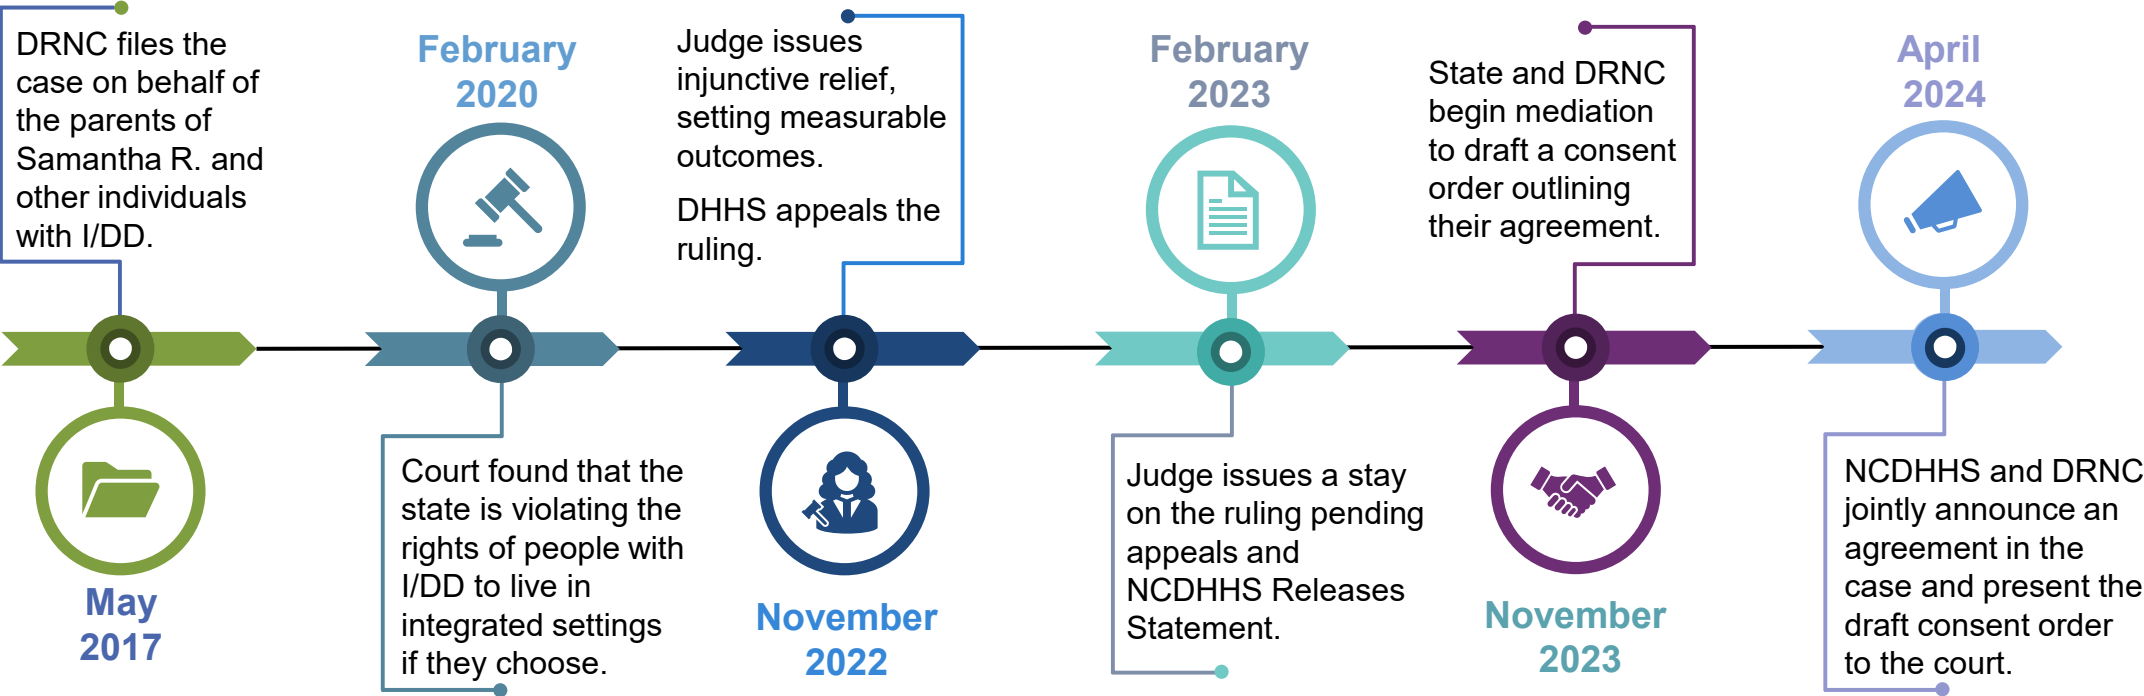 DRNC files the
case on behalf of
the parents of
Samantha R. and
other individuals
with I/DD.
May
2017
February
2020
Court found that the
state is violating the
rights of people with
I/DD to live in
integrated settings
if they choose.
Judge issues
injunctive relief,
setting measurable
outcomes.
DHHS appeals the
ruling.
November
2022
February
2023
Judge issues a stay
on the ruling pending
appeals and
NCDHHS Releases
Statement.
State and DRNC
begin mediation
to draft a consent
order outlining
their agreement.
November
2023
April
2024
NCDHHS and DRNC
jointly announce an
agreement in the
case and present the
draft consent order
to the court.